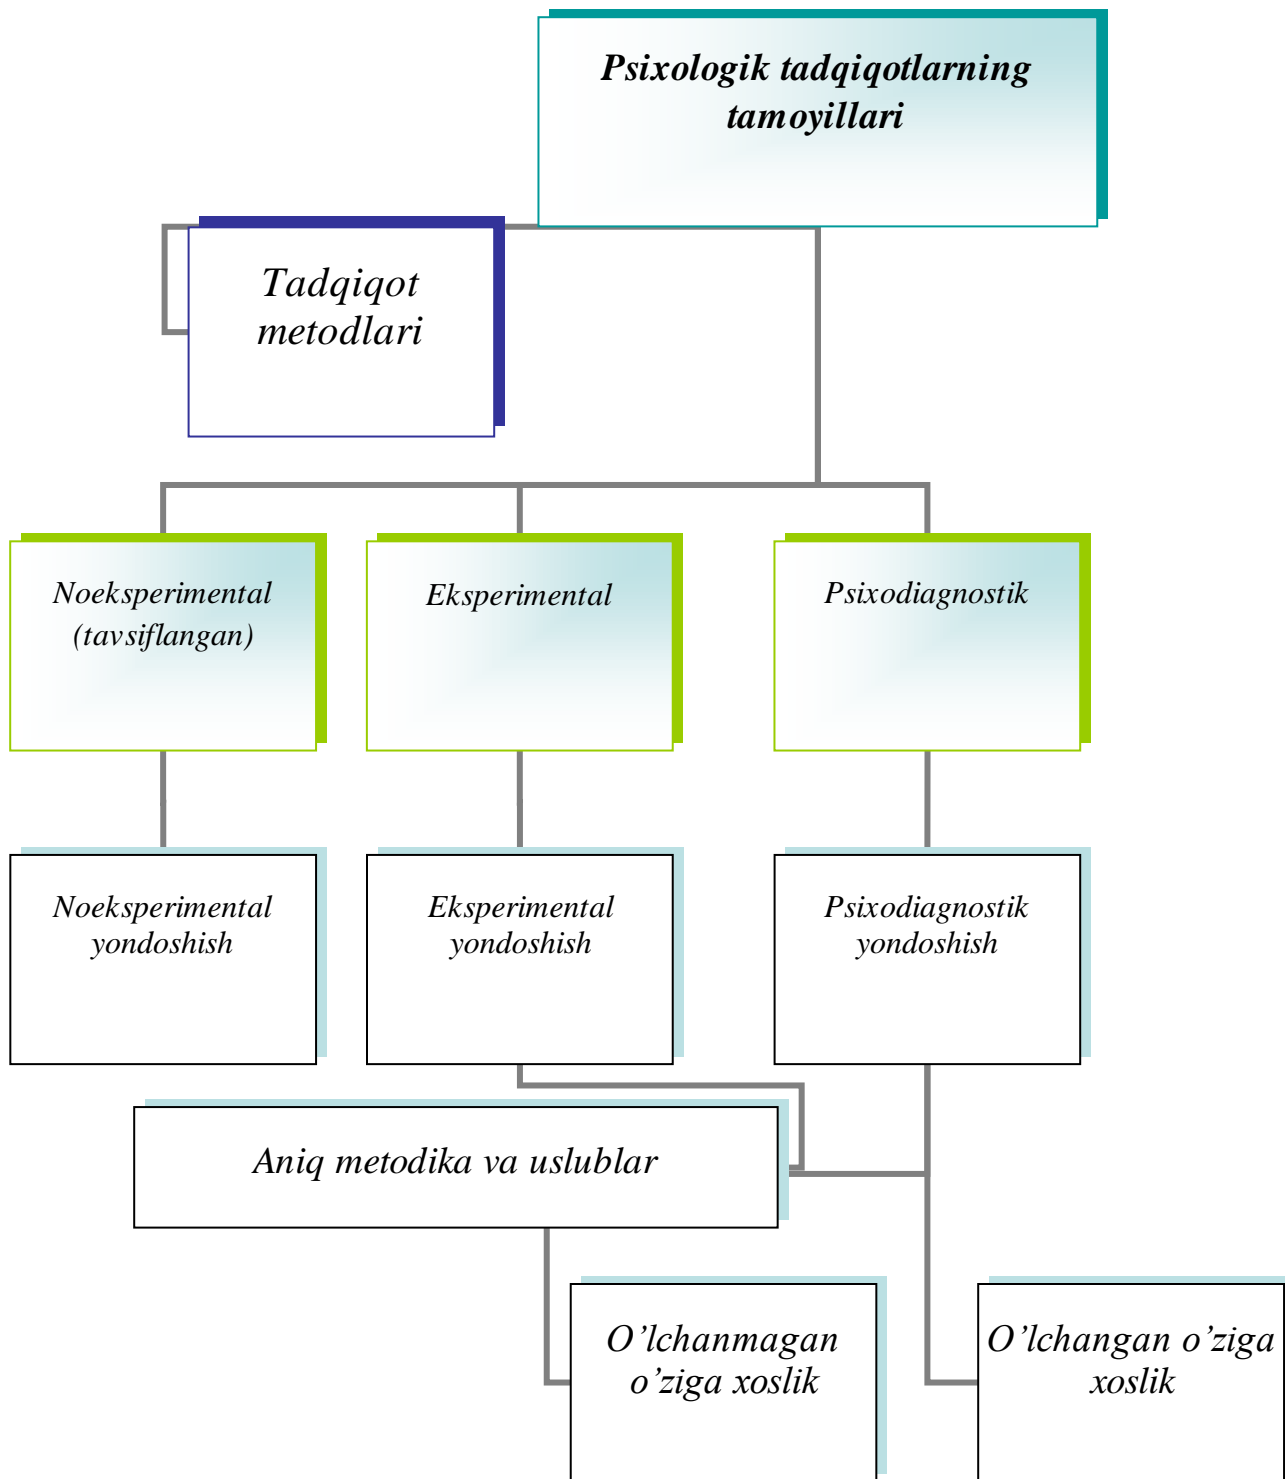 Psixologik tadqiqotlarning
tamoyillari
Tadqiqot
metodlari
Noeksperimental
(tavsiflangan)
Eksperimental
Psixodiagnostik
Noeksperimental
yondoshish
Eksperimental
yondoshish
Psixodiagnostik
yondoshish
Aniq metodika va uslublar
O’lchanmagan
o’ziga xoslik
O’lchangan o’ziga
xoslik